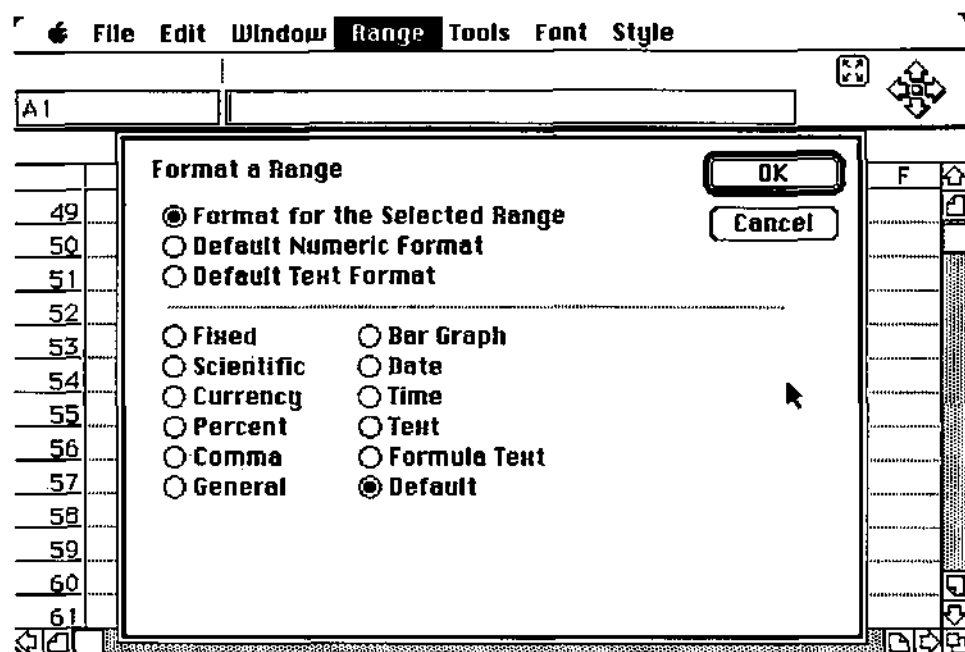 File Edit Window Range Tools Font Style
A1
Format a Range
OK
F
Format for the Selected Range
Cancel
49
Default Numeric Format
50
Default Text Format
51
52
Fixed
Bar Graph
53
Scientific
Date
54
Currency
Time
55
Percent
Text
56
Comma
Formula Text
57
General
Default
58
59
60
61